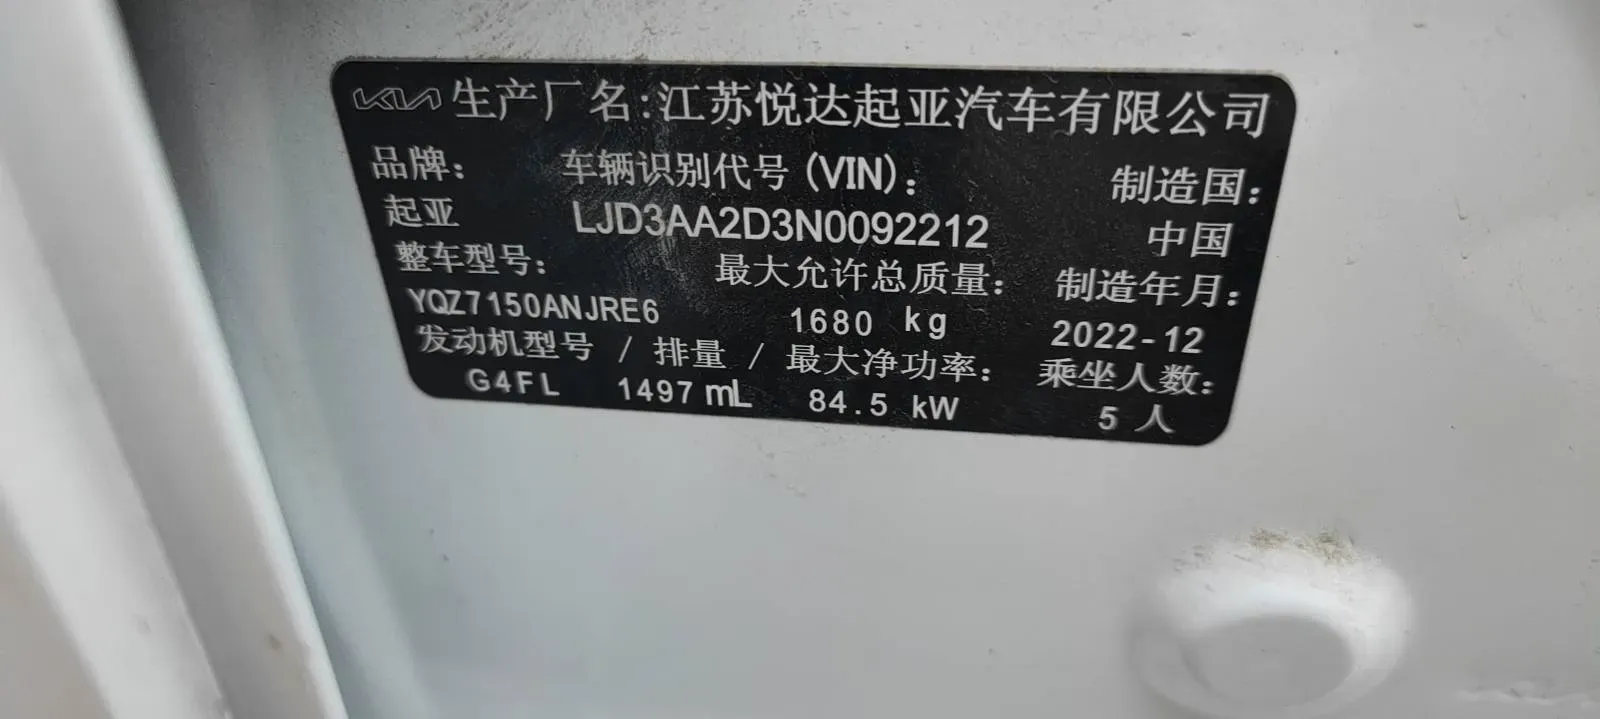 KIA 生产厂名:江苏悦达起亚汽车有限公司
品牌: 车辆识别代号(VIN): 制造国:
起亚 LJD3AA2D3N0092212 中国
整车型号: 最大允许总质量: 制造年月:
YQZ7150ANJRE6 1680 kg 2022-12
发动机型号 / 排量 / 最大净功率: 乘坐人数:
G4FL 1497 mL 84.5 kW 5 人